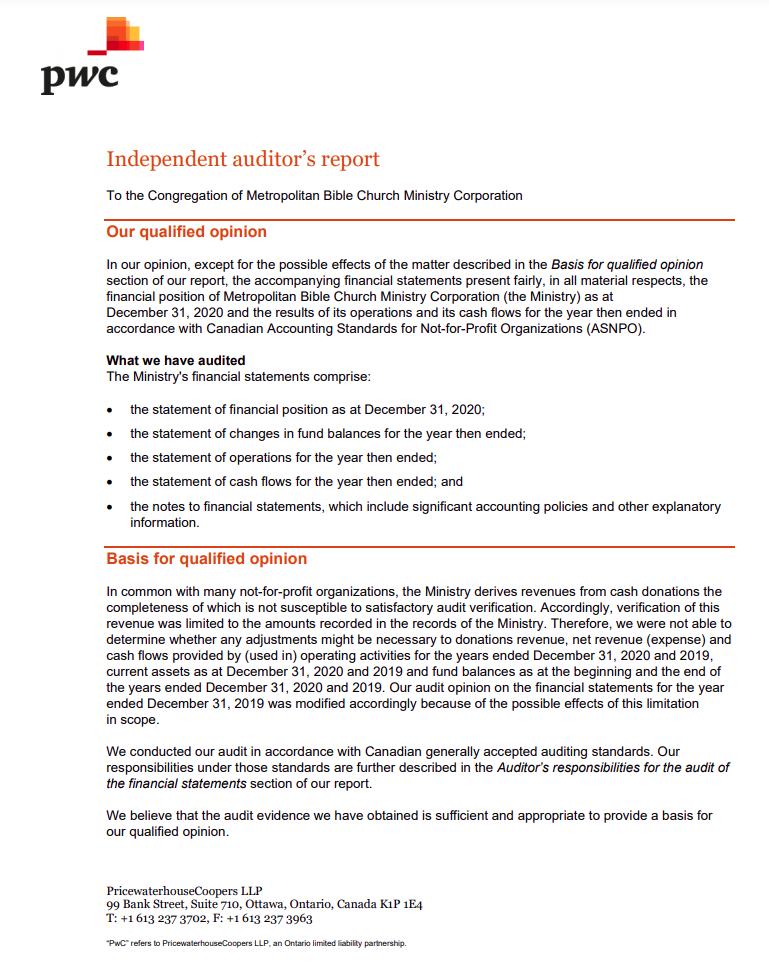 pwc
Independent auditor's report
To the Congregation of Metropolitan Bible Church Ministry Corporation
Our qualified opinion
In our opinion, except for the possible effects of the matter described in the Basis for qualified opinion
section of our report, the accompanying financial statements present fairly, in all material respects, the
financial position of Metropolitan Bible Church Ministry Corporation (the Ministry) as at
December 31, 2020 and the results of its operations and its cash flows for the year then ended in
accordance with Canadian Accounting Standards for Not-for-Profit Organizations (ASNPO).
What we have audited
The Ministry's financial statements comprise:
• the statement of financial position as at December 31, 2020;
• the statement of changes in fund balances for the year then ended;
• the statement of operations for the year then ended;
• the statement of cash flows for the year then ended; and
• the notes to financial statements, which include significant accounting policies and other explanatory
information.
Basis for qualified opinion
In common with many not-for-profit organizations, the Ministry derives revenues from cash donations the
completeness of which is not susceptible to satisfactory audit verification. Accordingly, verification of this
revenue was limited to the amounts recorded in the records of the Ministry. Therefore, we were not able to
determine whether any adjustments might be necessary to donations revenue, net revenue (expense) and
cash flows provided by (used in) operating activities for the years ended December 31, 2020 and 2019,
current assets as at December 31, 2020 and 2019 and fund balances as at the beginning and the end of
the years ended December 31, 2020 and 2019. Our audit opinion on the financial statements for the year
ended December 31, 2019 was modified accordingly because of the possible effects of this limitation
in scope.
We conducted our audit in accordance with Canadian generally accepted auditing standards. Our
responsibilities under those standards are further described in the Auditor's responsibilities for the audit of
the financial statements section of our report.
We believe that the audit evidence we have obtained is sufficient and appropriate to provide a basis for
our qualified opinion.
PricewaterhouseCoopers LLP
99 Bank Street, Suite 710, Ottawa, Ontario, Canada K1P 1E4
T: +1 613 237 3702, F: +1 613 237 3963
"PwC" refers to PricewaterhouseCoopers LLP, an Ontario limited liability partnership.